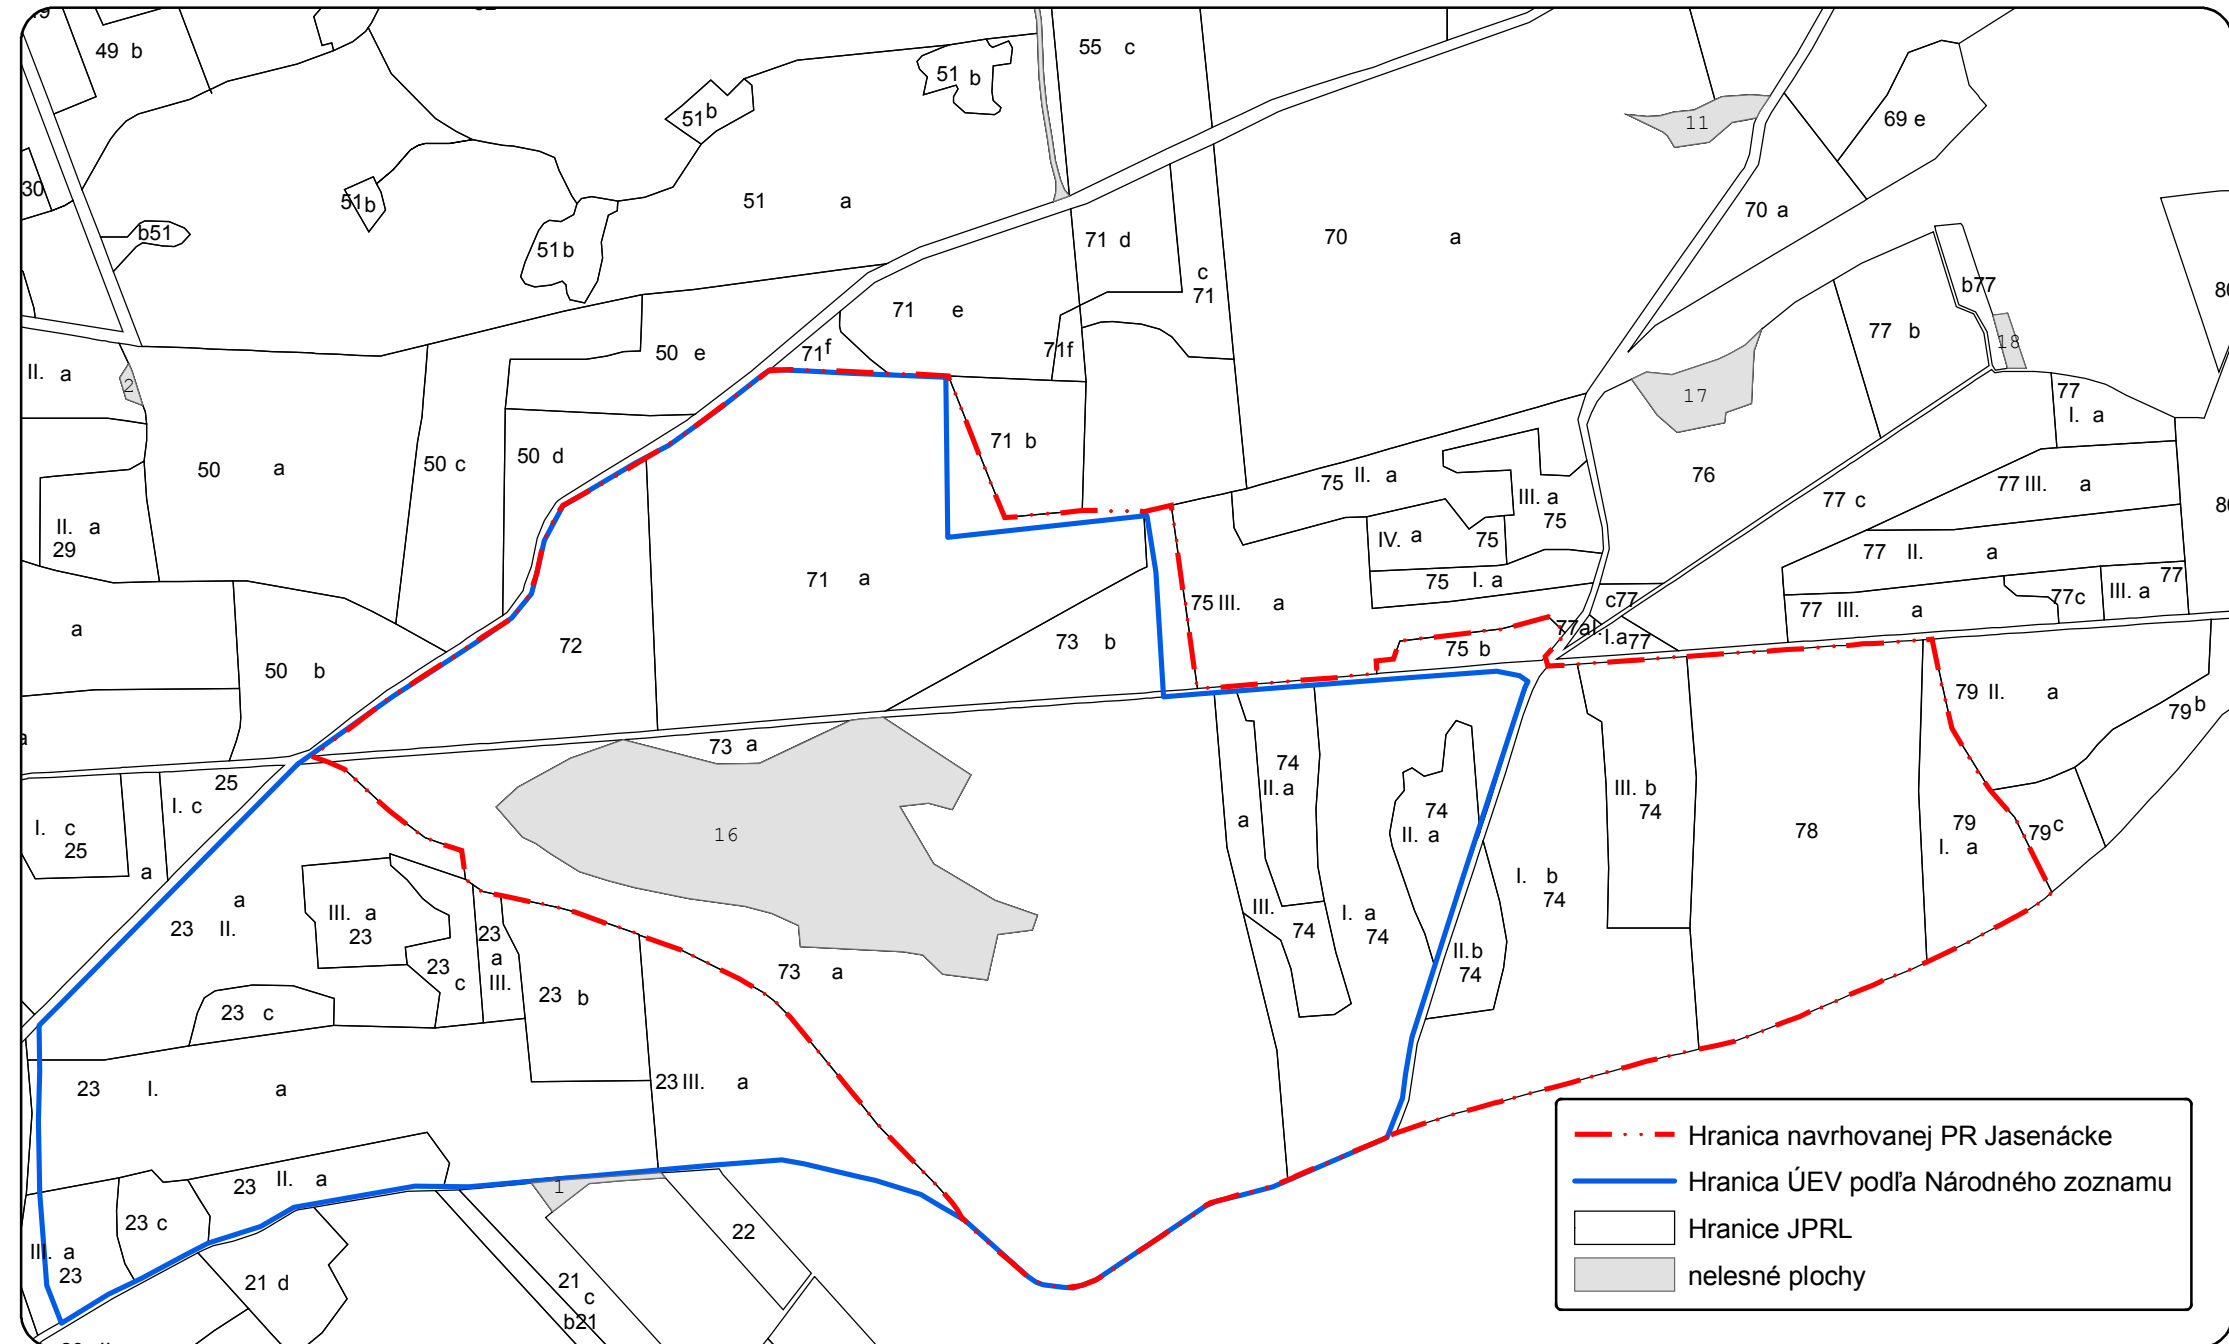 49 b
55 c
51 b
51 b
11
69 e
30
51 b
51 a
70 a
b51
51 b
71 d
70 a
c
71
b77
71 e
77 b
18
50 e
71 f
71f
II. a
2
17
77
I. a
71 b
50 a
50 c
50 d
75 II. a
76
77 III. a
III. a
75
77 c
II. a
29
IV. a
75
77 II. a
71 a
75 I. a
77
77c
III. a
75 III. a
c77
77 III. a
a
77aI.
I.a77
72
73 b
75 b
50 b
79 II. a
79 b
a
73 a
25
I. c
74
II. a
III. b
74
I. c
25
16
a
74
II. a
78
79
I. a
79 c
a
a
23 II.
III. a
23
I. b
74
III.
74
I. a
74
23
a
III.
23
c
II.b
74
73 a
23 b
23 c
23 I. a
23 III. a
Hranica navrhovanej PR Jasenácke
Hranica ÚEV podľa Národného zoznamu
Hranice JPRL
nelesné plochy
23 II. a
1
23 c
22
III. a
23
21 d
21
c
b21